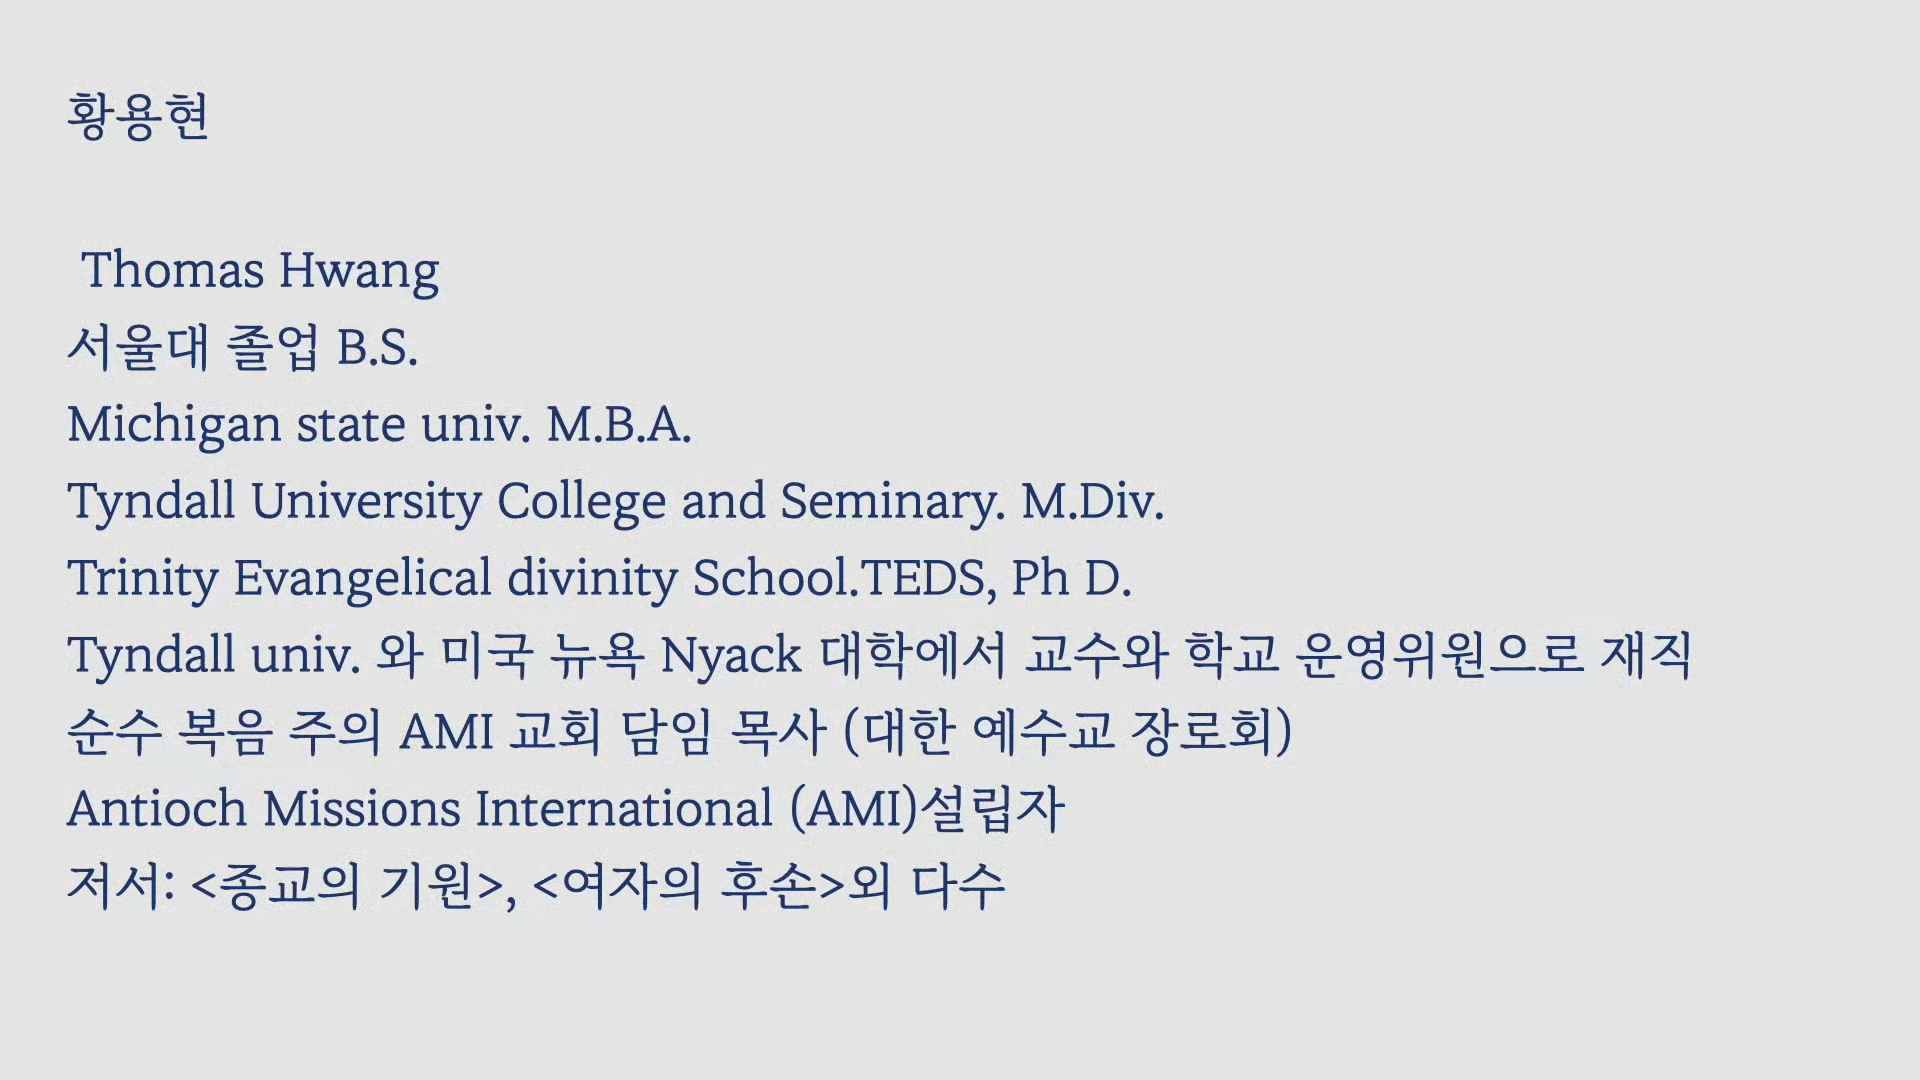 황용현
Thomas Hwang
서울대 졸업 B.S.
Michigan state univ. M.B.A.
Tyndall University College and Seminary. M.Div.
Trinity Evangelical divinity School.TEDS, Ph D.
Tyndall univ. 와 미국 뉴욕 Nyack 대학에서 교수와 학교 운영위원으로 재직
순수 복음 주의 AMI 교회 담임 목사 (대한 예수교 장로회)
Antioch Missions International (AMI)설립자
저서: <종교의 기원>, <여자의 후손>외 다수